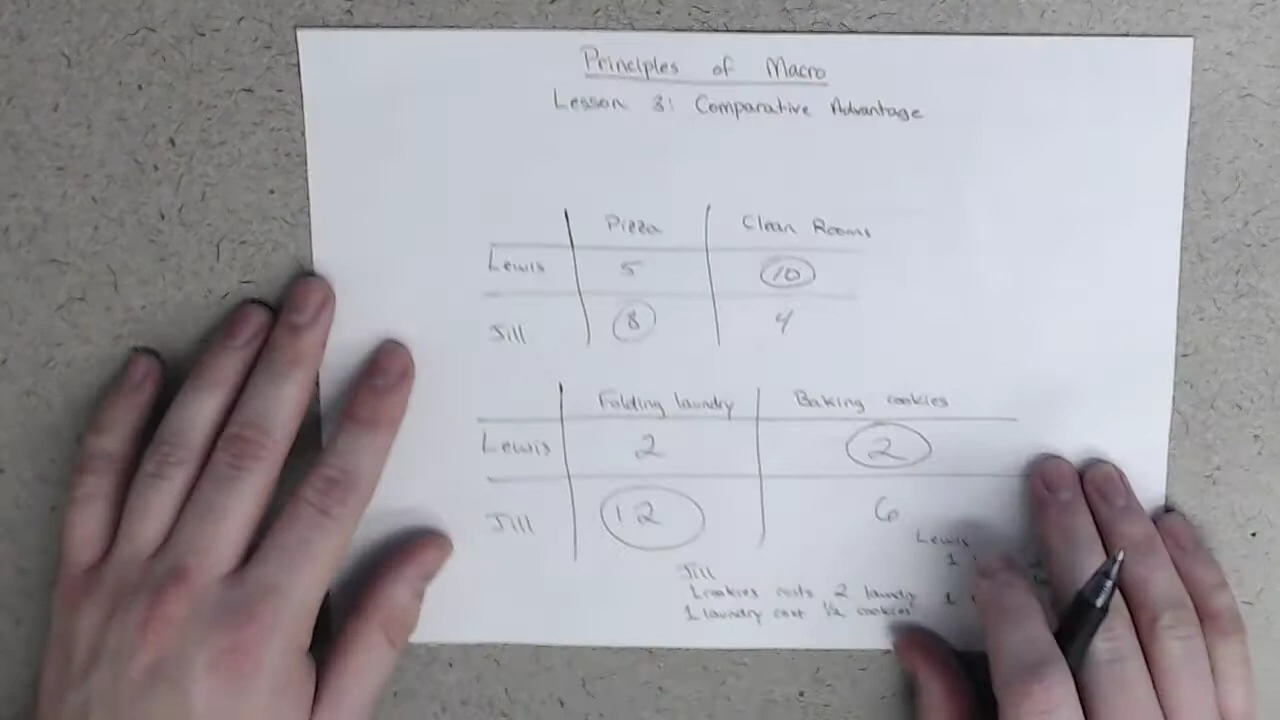 Principles of Macro
Lesson 3: Comparative Advantage
Pizza Clean Rooms
Lewis 5 10
Jill 8 4
Folding laundry Baking cookies
Lewis 2 2
Jill 12 6
Lewis
Jill 1
1 cookies costs 2 laundry 1
1 laundry cost 1/2 cookies